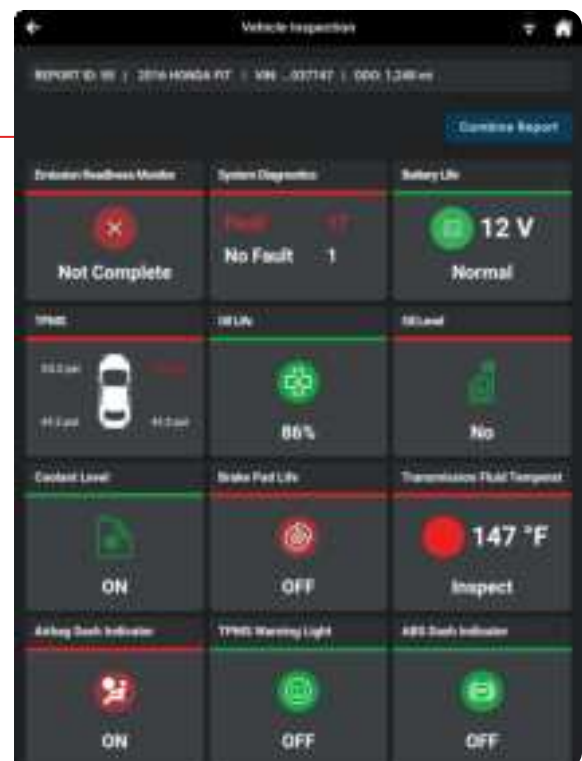 Vehicle Inspection
REPORT ID: | 2016 HONDA FIT | VIN: ...037147 | ODO: 1,248 mi
Combine Report
Emission Readiness Monitor
System Diagnostics
Battery Life
Not Complete
Fault 17
No Fault 1
12 V
Normal
TPMS
Oil Life
Oil Level
86%
No
Coolant Level
Brake Pad Life
Transmission Fluid Temperat
ON
OFF
147 °F
Inspect
Airbag Dash Indicator
TPMS Warning Light
ABS Dash Indicator
ON
OFF
OFF